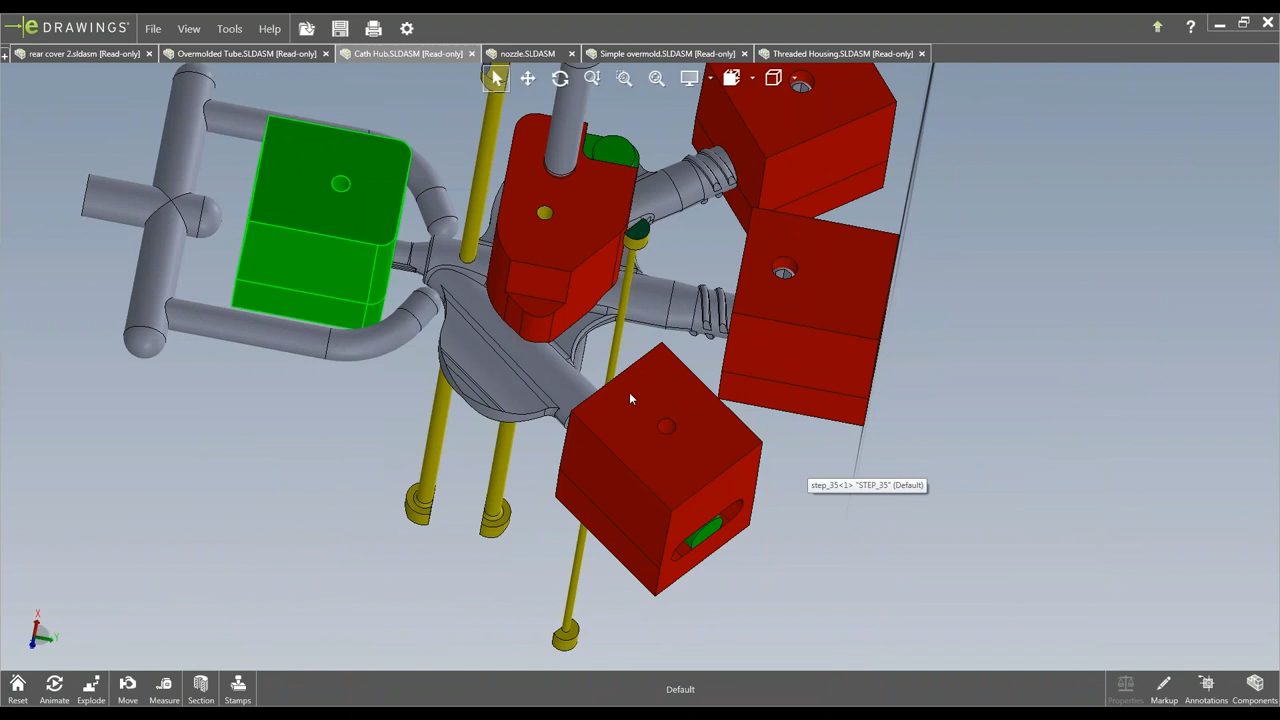 eDRAWINGS® File View Tools Help
rear cover 2.sldasm [Read-only] Overmolded Tube.SLDASM [Read-only] Cath Hub.SLDASM [Read-only] nozzle.SLDASM Simple overmold.SLDASM [Read-only] Threaded Housing.SLDASM [Read-only]
step_35<1> "STEP_35" (Default)
X
Y
Z
Reset Animate Explode Move Measure Section Stamps Default Properties Markup Annotations Components